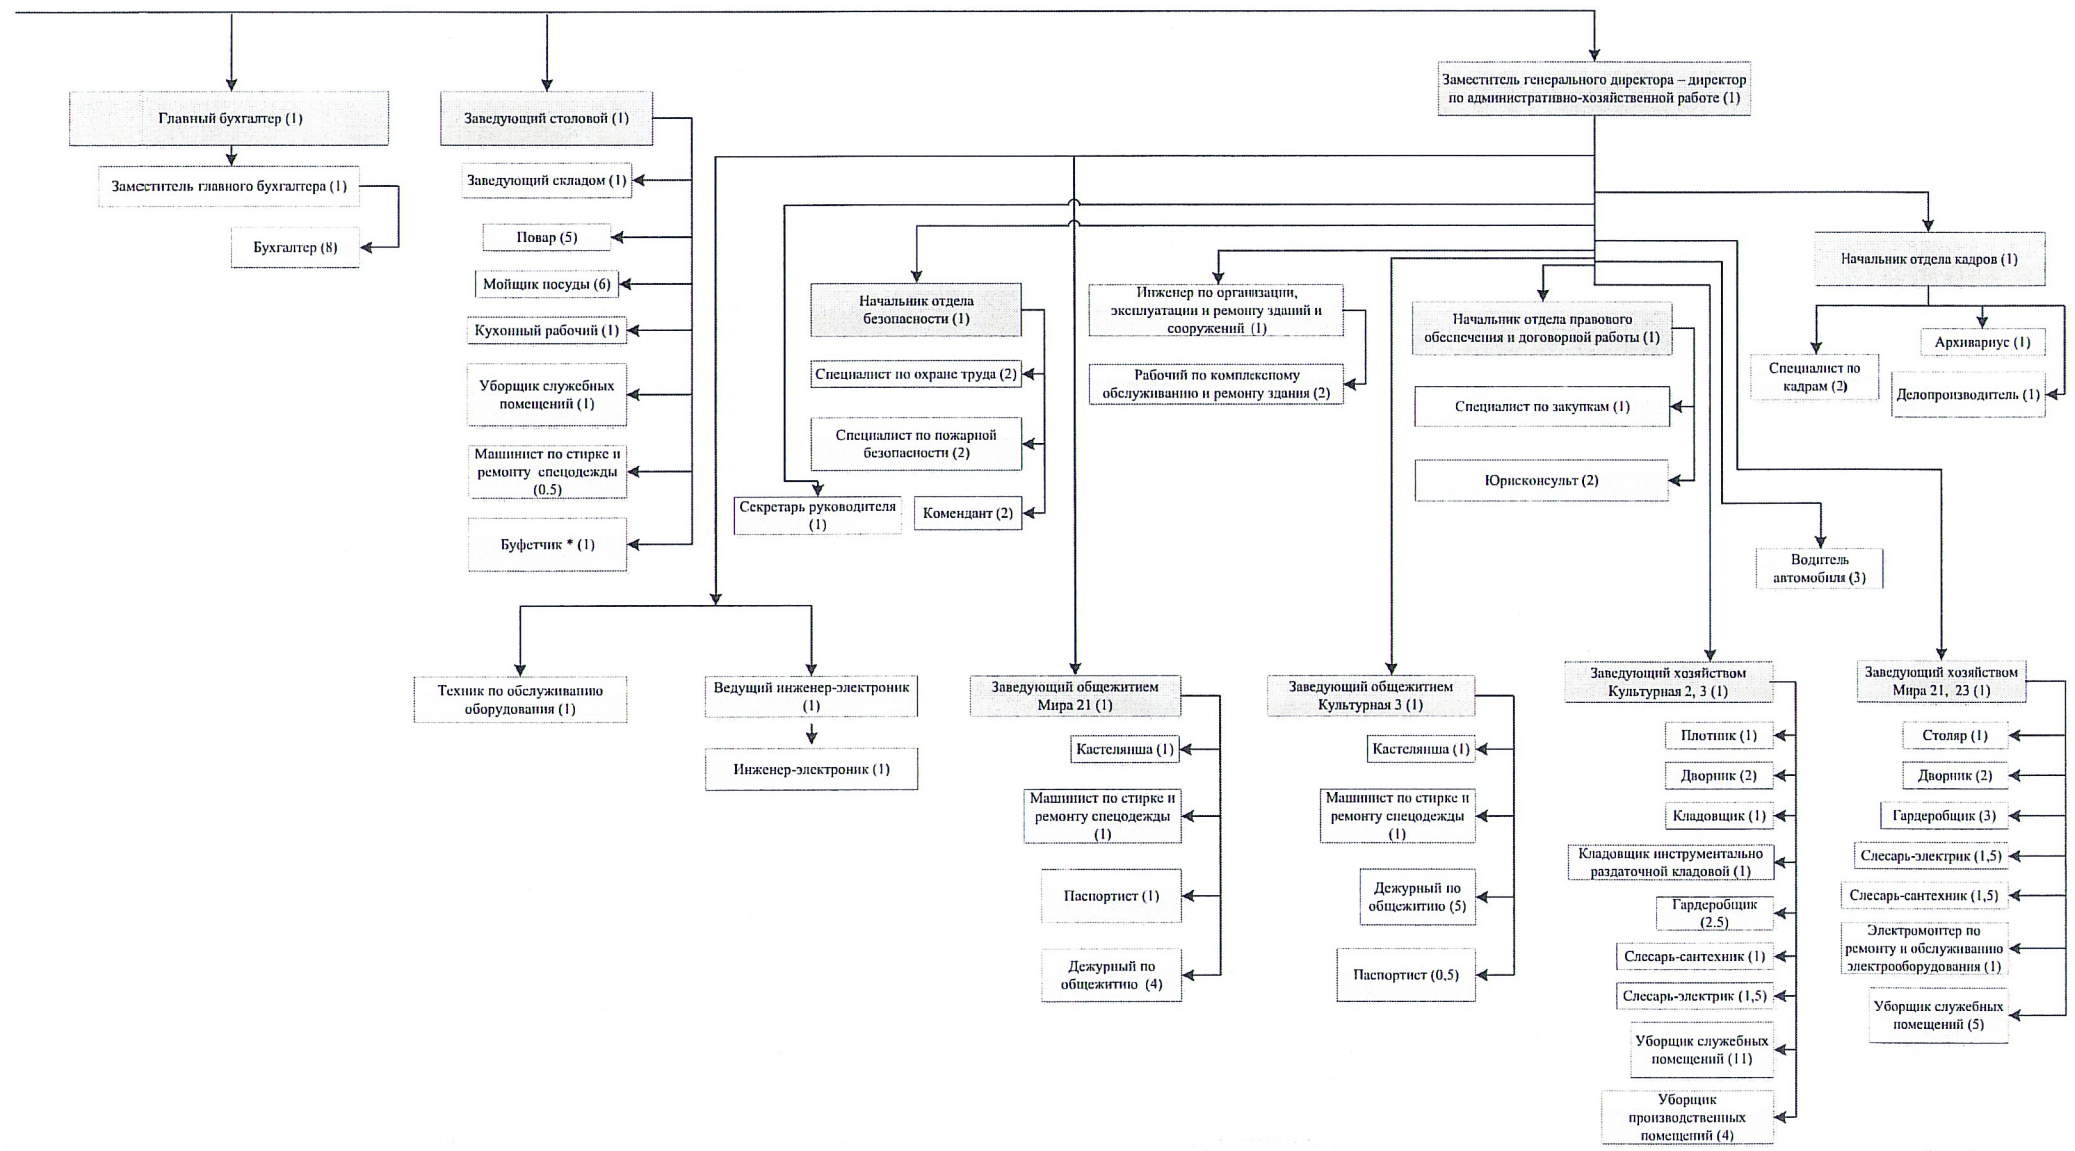 Заместитель генерального директора – директор
по административно-хозяйственной работе (1)
Главный бухгалтер (1)
Заместитель главного бухгалтера (1)
Бухгалтер (8)
Заведующий столовой (1)
Заведующий складом (1)
Повар (5)
Мойщик посуды (6)
Кухонный рабочий (1)
Уборщик служебных
помещений (1)
Машинист по стирке и
ремонту спецодежды
(0.5)
Буфетчик * (1)
Начальник отдела
безопасности (1)
Специалист по охране труда (2)
Специалист по пожарной
безопасности (2)
Комендант (2)
Секретарь руководителя
(1)
Инженер по организации,
эксплуатации и ремонту зданий и
сооружений (1)
Рабочий по комплексному
обслуживанию и ремонту здания (2)
Начальник отдела правового
обеспечения и договорной работы (1)
Специалист по закупкам (1)
Юрисконсульт (2)
Начальник отдела кадров (1)
Специалист по
кадрам (2)
Архивариус (1)
Делопроизводитель (1)
Водитель
автомобиля (3)
Техник по обслуживанию
оборудования (1)
Ведущий инженер-электроник
(1)
Инженер-электроник (1)
Заведующий общежитием
Мира 21 (1)
Кастелянша (1)
Машинист по стирке и
ремонту спецодежды
(1)
Паспортист (1)
Дежурный по
общежитию (4)
Заведующий общежитием
Культурная 3 (1)
Кастелянша (1)
Машинист по стирке и
ремонту спецодежды
(1)
Дежурный по
общежитию (5)
Паспортист (0,5)
Заведующий хозяйством
Культурная 2, 3 (1)
Плотник (1)
Дворник (2)
Кладовщик (1)
Кладовщик инструментально
раздаточной кладовой (1)
Гардеробщик
(2.5)
Слесарь-сантехник (1)
Слесарь-электрик (1,5)
Уборщик служебных
помещений (11)
Уборщик
производственных
помещений (4)
Заведующий хозяйством
Мира 21, 23 (1)
Столяр (1)
Дворник (2)
Гардеробщик (3)
Слесарь-электрик (1,5)
Слесарь-сантехник (1,5)
Электромонтер по
ремонту и обслуживанию
электрооборудования (1)
Уборщик служебных
помещений (5)